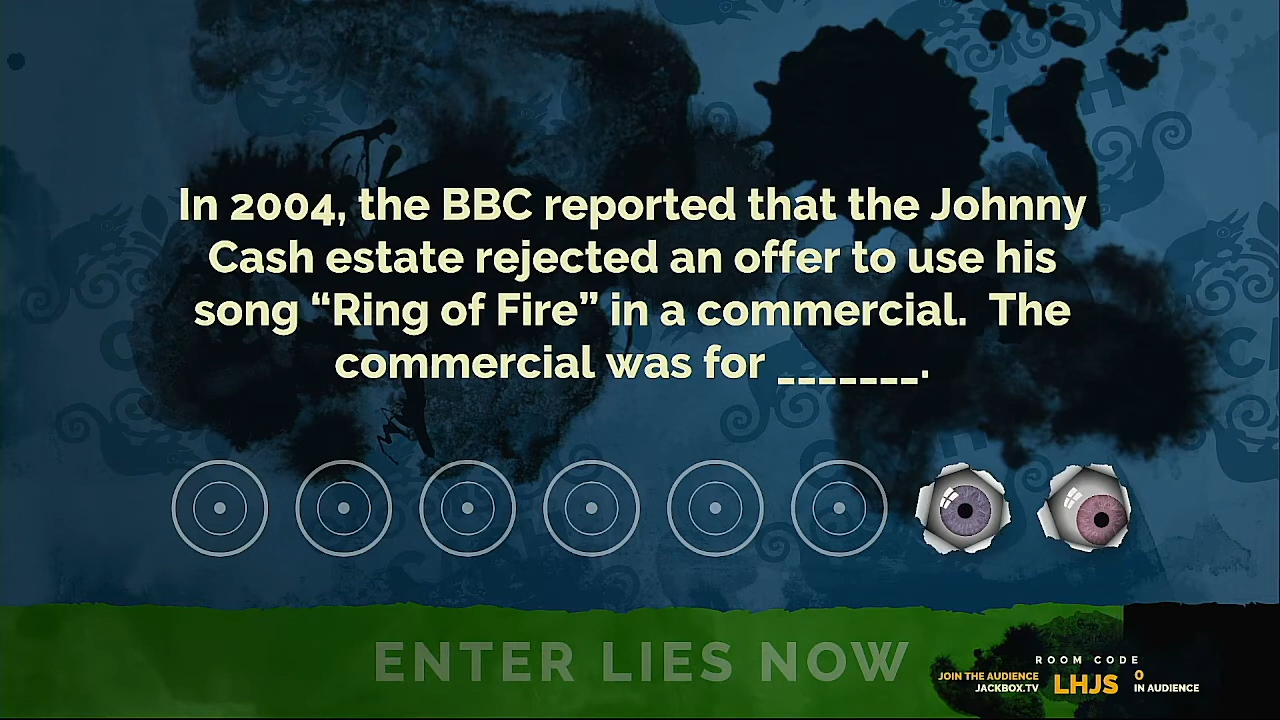 In 2004, the BBC reported that the Johnny
Cash estate rejected an offer to use his
song “Ring of Fire” in a commercial.  The
commercial was for _______.
ENTER LIES NOW
ROOM CODE
JOIN THE AUDIENCE
JACKBOX.TV
LHJS
0
IN AUDIENCE